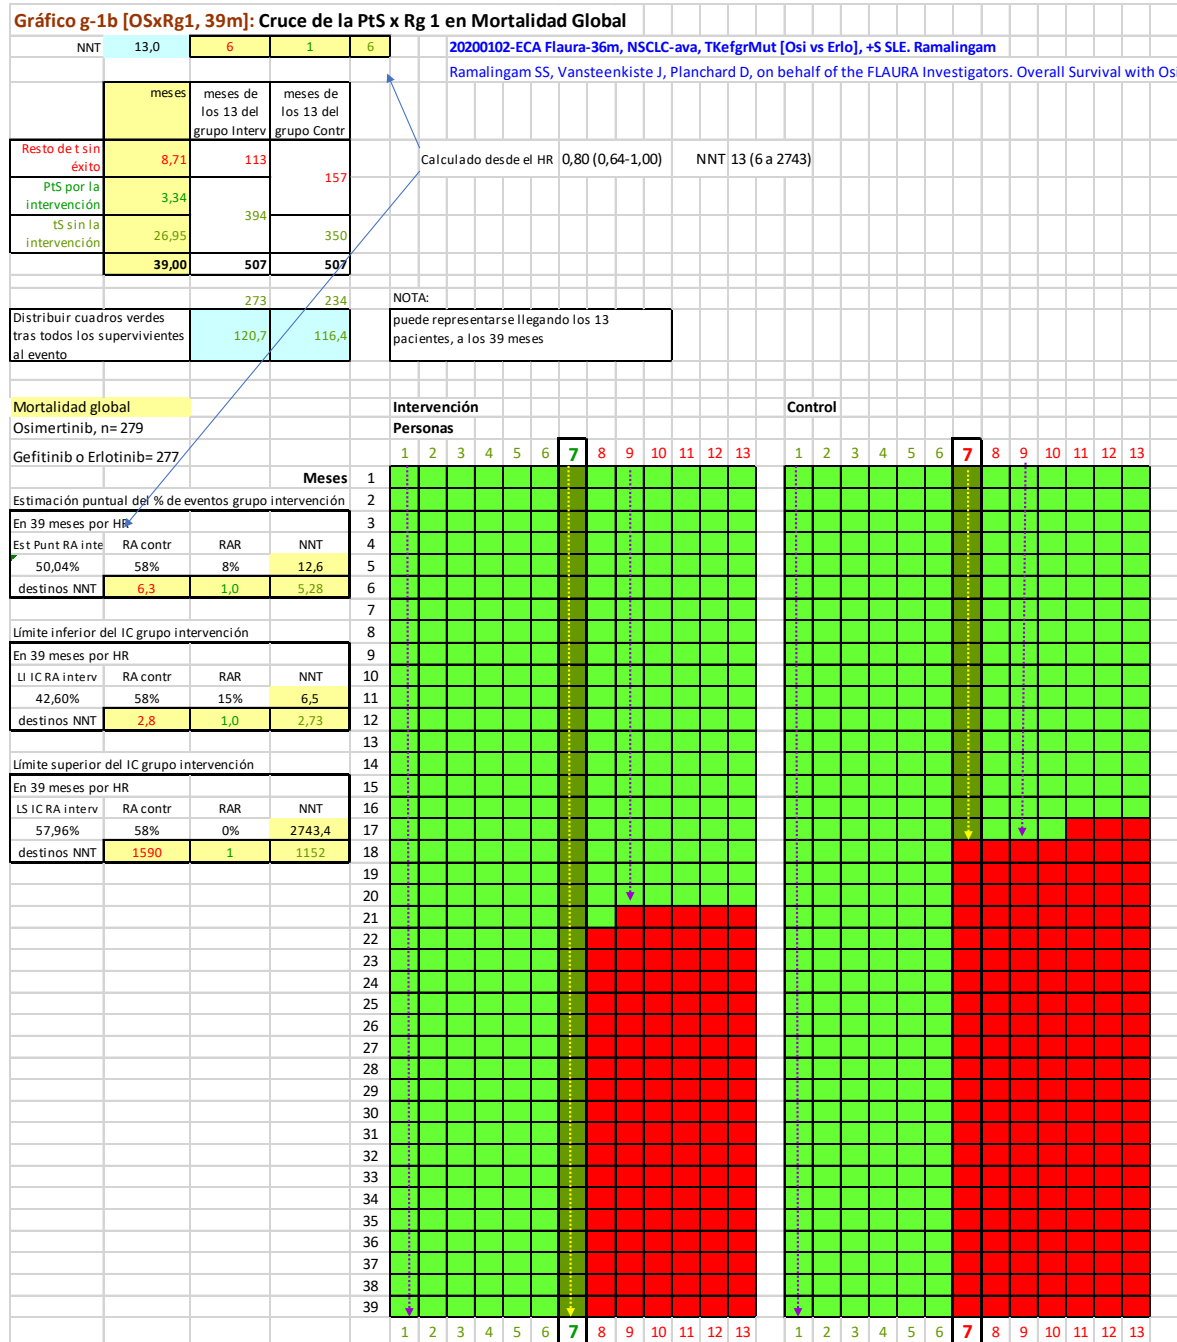 Gráfico g-1b [OSxRg1, 39m]: Cruce de la PtS x Rg 1 en Mortalidad Global
NNT 13,0 6 1 6
20200102-ECA Flaura-36m, NSCLC-ava, TKefgrMut [Osi vs Erlo], +S SLE. Ramalingam
Ramalingam SS, Vansteenkiste J, Planchard D, on behalf of the FLAURA Investigators. Overall Survival with Osi
meses meses de los 13 del grupo Interv meses de los 13 del grupo Contr
Resto de t sin éxito 8,71 113 157
Calculado desde el HR 0,80 (0,64-1,00) NNT 13 (6 a 2743)
PtS por la intervención 3,34 394
tS sin la intervención 26,95 350
39,00 507 507
273 234
NOTA:
Distribuir cuadros verdes
tras todos los supervivientes
al evento
120,7 116,4
puede representarse llegando los 13
pacientes, a los 39 meses
Mortalidad global
Intervención Control
Osimertinib, n= 279
Personas
Gefitinib o Erlotinib= 277
1 2 3 4 5 6 7 8 9 10 11 12 13 1 2 3 4 5 6 7 8 9 10 11 12 13
Meses 1
Estimación puntual del % de eventos grupo intervención 2
En 39 meses por HR 3
Est Punt RA inte RA contr RAR NNT 4
50,04% 58% 8% 12,6 5
destinos NNT 6,3 1,0 5,28 6
7
Límite inferior del IC grupo intervención 8
En 39 meses por HR 9
LI IC RA interv RA contr RAR NNT 10
42,60% 58% 15% 6,5 11
destinos NNT 2,8 1,0 2,73 12
13
Límite superior del IC grupo intervención 14
En 39 meses por HR 15
LS IC RA interv RA contr RAR NNT 16
57,96% 58% 0% 2743,4 17
destinos NNT 1590 1 1152 18
19
20
21
22
23
24
25
26
27
28
29
30
31
32
33
34
35
36
37
38
39
1 2 3 4 5 6 7 8 9 10 11 12 13 1 2 3 4 5 6 7 8 9 10 11 12 13